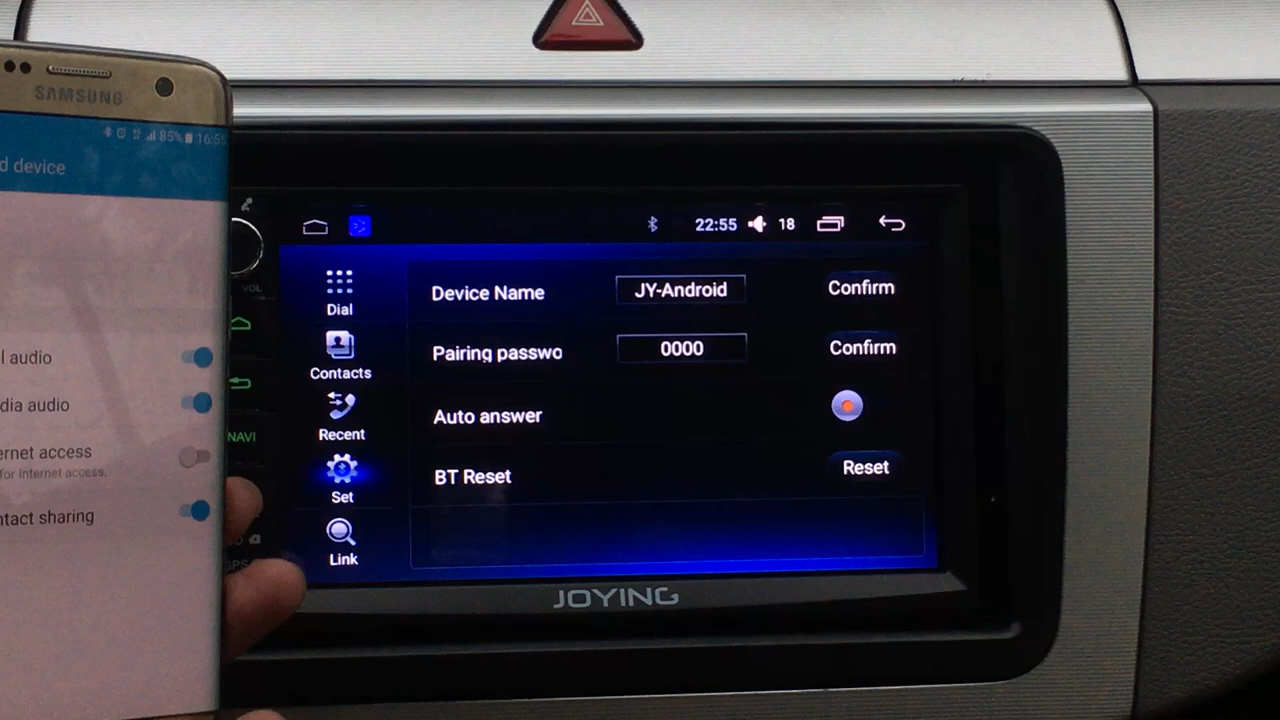 SAMSUNG
85% 16:55
d device
l audio
dia audio
ernet access
for Internet access.
ntact sharing
VOL
NAVI
GPS
22:55 18
Dial
Contacts
Recent
Set
Link
Device Name JY-Android Confirm
Pairing passwo 0000 Confirm
Auto answer
BT Reset Reset
JOYING